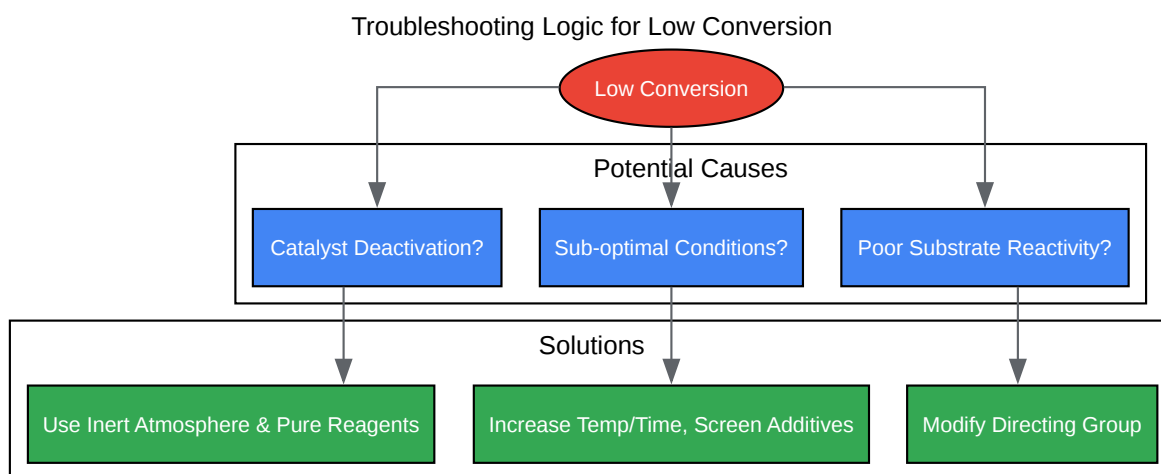 Troubleshooting Logic for Low Conversion
Low Conversion
Potential Causes
Catalyst Deactivation?
Sub-optimal Conditions?
Poor Substrate Reactivity?
Solutions
Use Inert Atmosphere & Pure Reagents
Increase Temp/Time, Screen Additives
Modify Directing Group